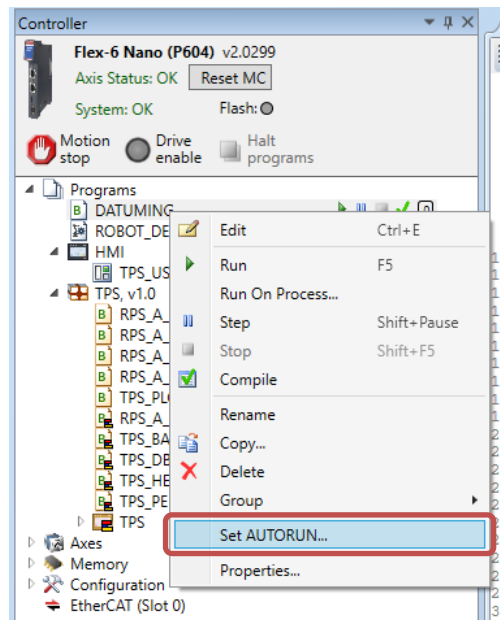 Controller
Flex-6 Nano (P604) v2.0299
Axis Status: OK Reset MC
System: OK Flash:
Motion stop
Drive enable
Halt programs
Programs
DATUMING
ROBOT_DE
HMI
TPS_US
TPS, v1.0
RPS_A_
RPS_A_
RPS_A_
RPS_A_
TPS_PL
RPS_A_
TPS_BA
TPS_DB
TPS_HE
TPS_PE
TPS
Axes
Memory
Configuration
EtherCAT (Slot 0)
Edit Ctrl+E
Run F5
Run On Process...
Step Shift+Pause
Stop Shift+F5
Compile
Rename
Copy...
Delete
Group
Set AUTORUN...
Properties...